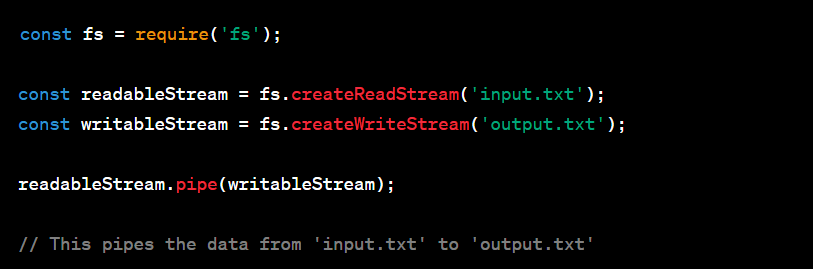 const fs = require('fs');
const readableStream = fs.createReadStream('input.txt');
const writableStream = fs.createWriteStream('output.txt');
readableStream.pipe(writableStream);
// This pipes the data from 'input.txt' to 'output.txt'